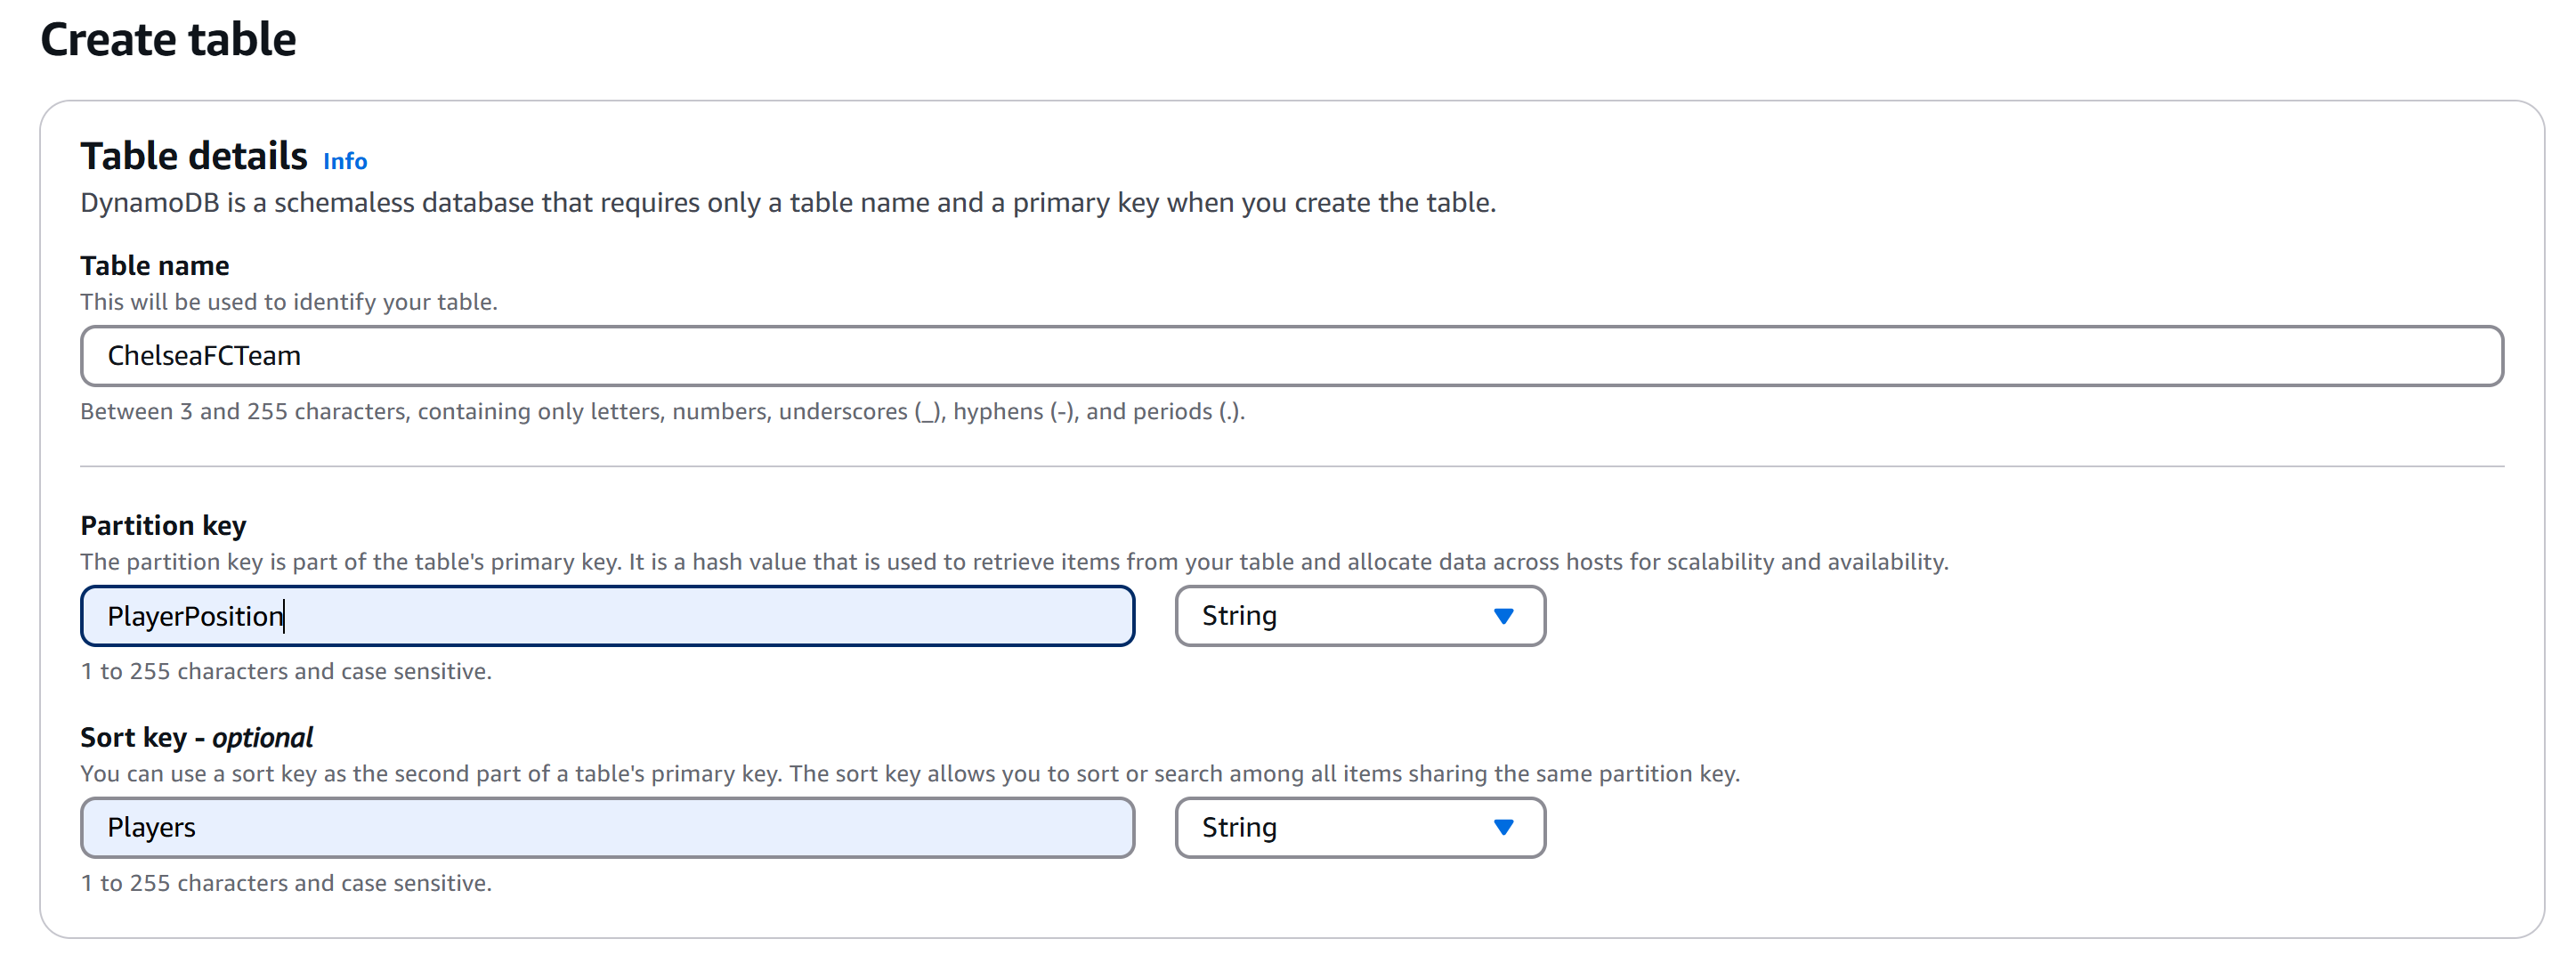 Create table
Table details Info
DynamoDB is a schemaless database that requires only a table name and a primary key when you create the table.
Table name
This will be used to identify your table.
ChelseaFCTeam
Between 3 and 255 characters, containing only letters, numbers, underscores (_), hyphens (-), and periods (.).
Partition key
The partition key is part of the table's primary key. It is a hash value that is used to retrieve items from your table and allocate data across hosts for scalability and availability.
PlayerPosition String
1 to 255 characters and case sensitive.
Sort key - optional
You can use a sort key as the second part of a table's primary key. The sort key allows you to sort or search among all items sharing the same partition key.
Players String
1 to 255 characters and case sensitive.